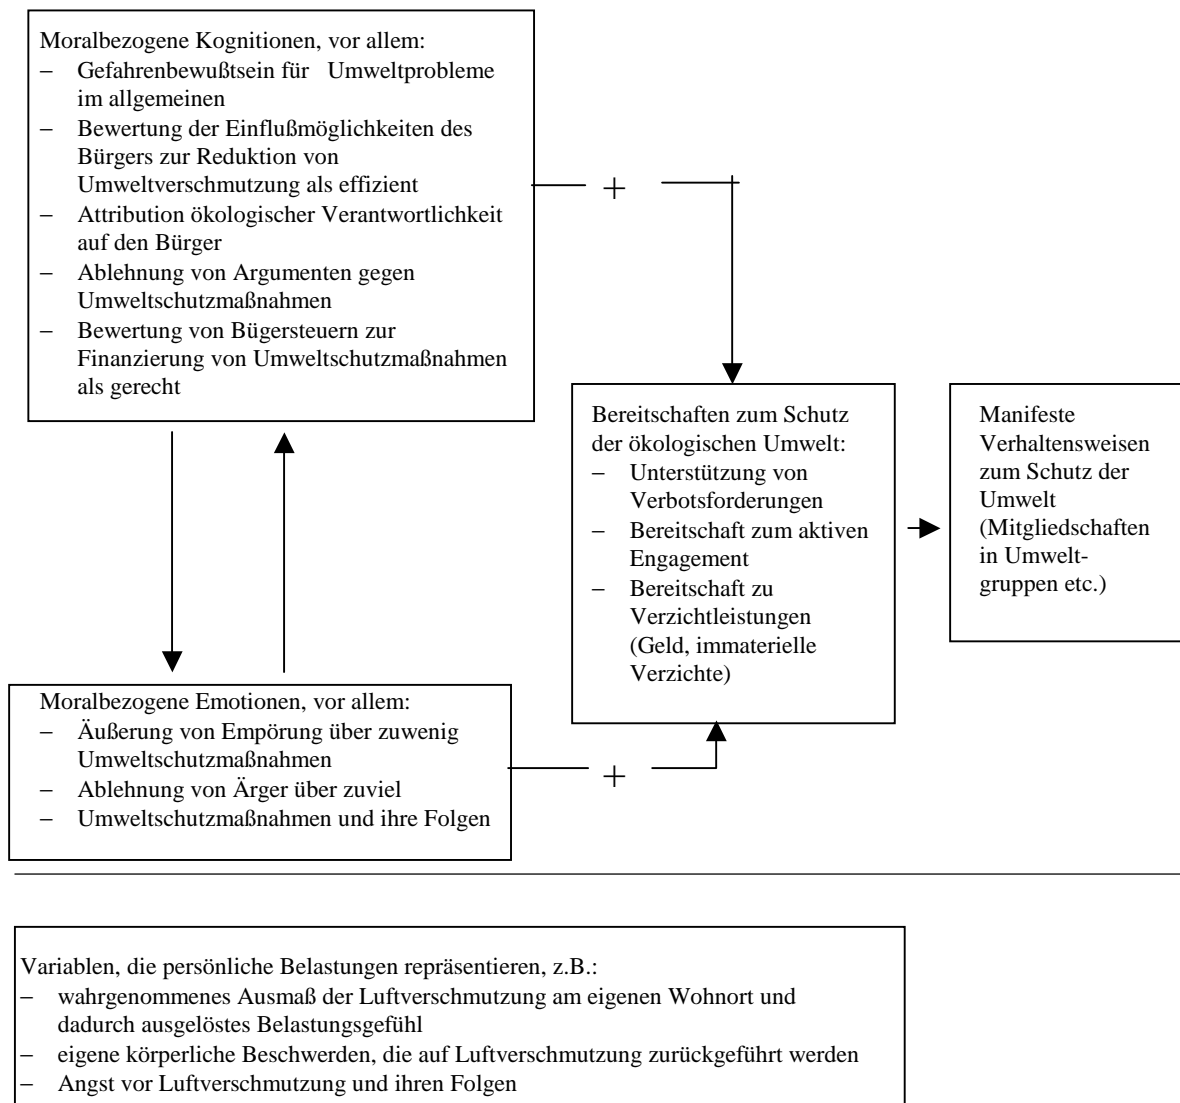 Moralbezogene Kognitionen, vor allem:
– Gefahrenbewußtsein für Umweltprobleme
im allgemeinen
– Bewertung der Einflußmöglichkeiten des
Bürgers zur Reduktion von
Umweltverschmutzung als effizient
– Attribution ökologischer Verantwortlichkeit
auf den Bürger
– Ablehnung von Argumenten gegen
Umweltschutzmaßnahmen
– Bewertung von Bügersteuern zur
Finanzierung von Umweltschutzmaßnahmen
als gerecht
+
Bereitschaften zum Schutz
der ökologischen Umwelt:
– Unterstützung von
Verbotsforderungen
– Bereitschaft zum aktiven
Engagement
– Bereitschaft zu
Verzichtleistungen
(Geld, immaterielle
Verzichte)
Manifeste
Verhaltensweisen
zum Schutz der
Umwelt
(Mitgliedschaften
in Umwelt-
gruppen etc.)
Moralbezogene Emotionen, vor allem:
– Äußerung von Empörung über zuwenig
Umweltschutzmaßnahmen
– Ablehnung von Ärger über zuviel
– Umweltschutzmaßnahmen und ihre Folgen
+
Variablen, die persönliche Belastungen repräsentieren, z.B.:
– wahrgenommenes Ausmaß der Luftverschmutzung am eigenen Wohnort und
dadurch ausgelöstes Belastungsgefühl
– eigene körperliche Beschwerden, die auf Luftverschmutzung zurückgeführt werden
– Angst vor Luftverschmutzung und ihren Folgen